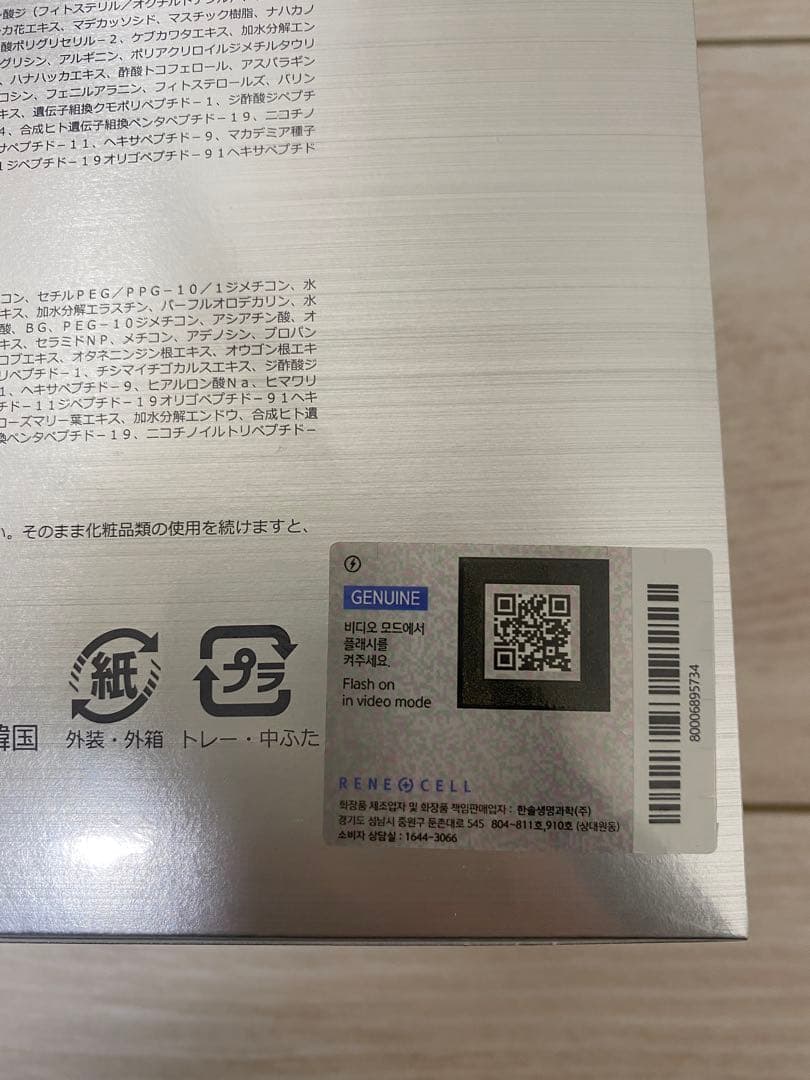 酸ジ（フィトステリル／オクチルドデシル
カ花エキス、マデカッソシド、マスチック樹脂、ナハカノ
酸ポリグリセリル－２、ケブカワタエキス、加水分解エン
グリシン、アルギニン、ポリアクリロイルジメチルタウリ
、ハナハッカエキス、酢酸トコフェロール、アスパラギン
コシン、フェニルアラニン、フィトステロールズ、バリン
キス、遺伝子組換クモポリペプチド－１、ジ酢酸ジペプチ
４、合成ヒト遺伝子組換ペンタペプチド－１９、ニコチノ
サペプチド－１１、ヘキサペプチド－９、マカデミア種子
１ジペプチド－１９オリゴペプチド－９１ヘキサペプチド
コン、セチルＰＥＧ／ＰＰＧ－１０／１ジメチコン、水
キス、加水分解エラスチン、パーフルオロデカリン、水
酸、ＢＧ、ＰＥＧ－１０ジメチコン、アシアチン酸、オ
キス、セラミドＮＰ、メチコン、アデノシン、プロパン
コブエキス、オタネニンジン根エキス、オウゴン根エキ
リペプチド－１、チシマイチゴカルスエキス、ジ酢酸ジ
１、ヘキサペプチド－９、ヒアルロン酸Ｎａ、ヒマワリ
チド－１１ジペプチド－１９オリゴペプチド－９１ヘキ
ローズマリー葉エキス、加水分解エンドウ、合成ヒト遺
換ペンタペプチド－１９、ニコチノイルトリペプチド－
い。そのまま化粧品類の使用を続けますと、
紙
プラ
韓国
外装・外箱
トレー・中ぶた
GENUINE
비디오 모드에서
플래시를
켜주세요.
Flash on
in video mode
80006895734
RENE CELL
화장품 제조업자 및 화장품 책임판매업자 : 한솔생명과학(주)
경기도 성남시 중원구 둔촌대로 545 804~811호,910호 (상대원동)
소비자 상담실 : 1644-3066